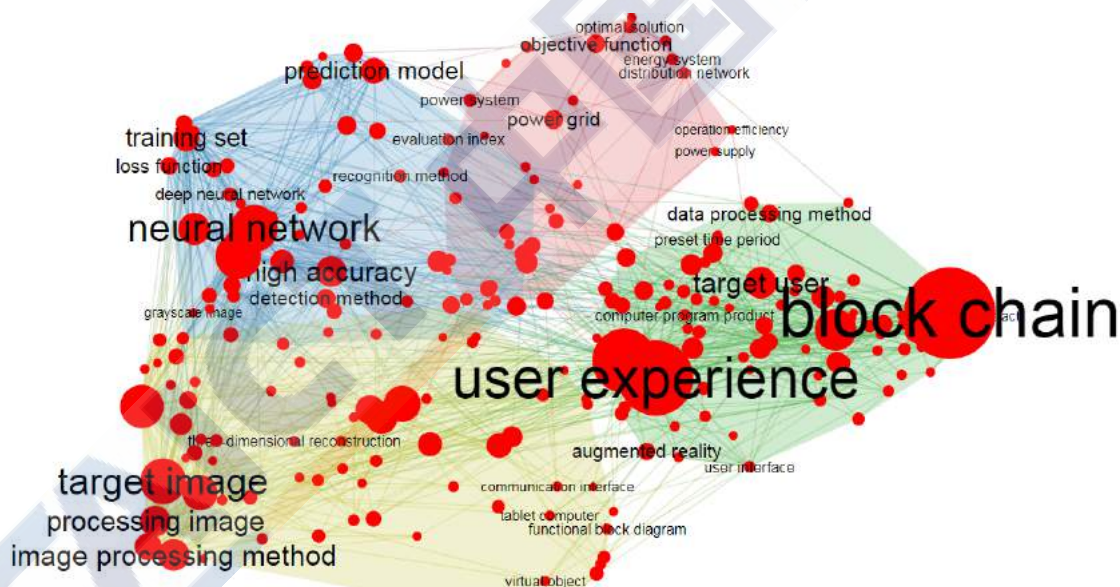 optimal solution
objective function
energy system
distribution network
prediction model
power system
power grid
operation efficiency
training set
evaluation index
power supply
loss function
recognition method
deep neural network
data processing method
neural network
preset time period
high accuracy
target user
detection method
grayscale image
computer program product
block chain
user experience
three dimensional reconstruction
augmented reality
user interface
target image
communication interface
processing image
tablet computer
functional block diagram
image processing method
virtual object